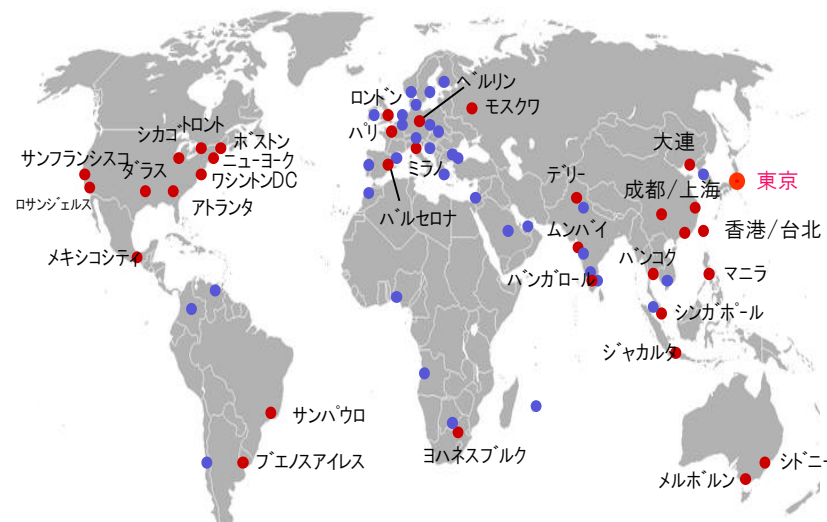 ロンドン
ベルリン
モスクワ
シカゴ
トロント
ボストン
パリ
大連
サンフランシスコ
ダラス
ニューヨーク
ミラノ
デリー
東京
ワシントンDC
成都/上海
ロサンジェルス
アトランタ
バルセロナ
香港/台北
ムンバイ
メキシコシティ
バンコク
バンガロール
マニラ
シンガポール
ジャカルタ
サンパウロ
ヨハネスブルク
ブエノスアイレス
シドニー
メルボルン